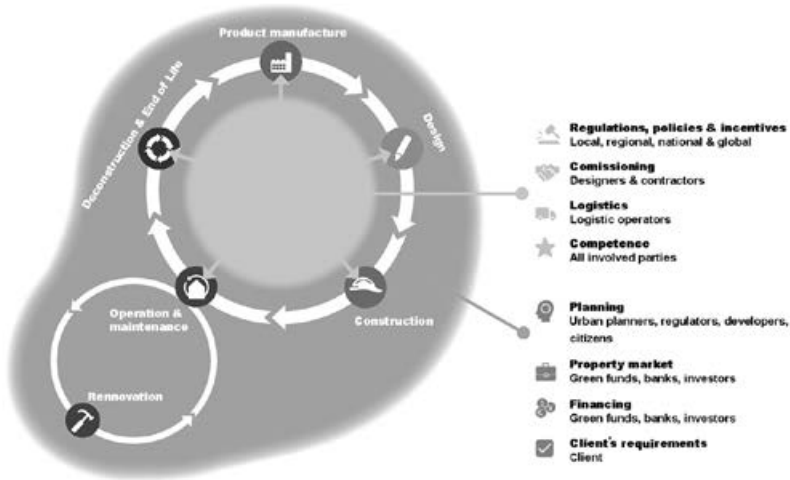 Product manufacture
Deconstruction & End of Life
Design
Operation &
maintenance
Construction
Rennovation
Regulations, policies & incentives
Local, regional, national & global
Comissioning
Designers & contractors
Logistics
Logistic operators
Competence
All involved parties
Planning
Urban planners, regulators, developers,
citizens
Property market
Green funds, banks, investors
Financing
Green funds, banks, investors
Client's requirements
Client